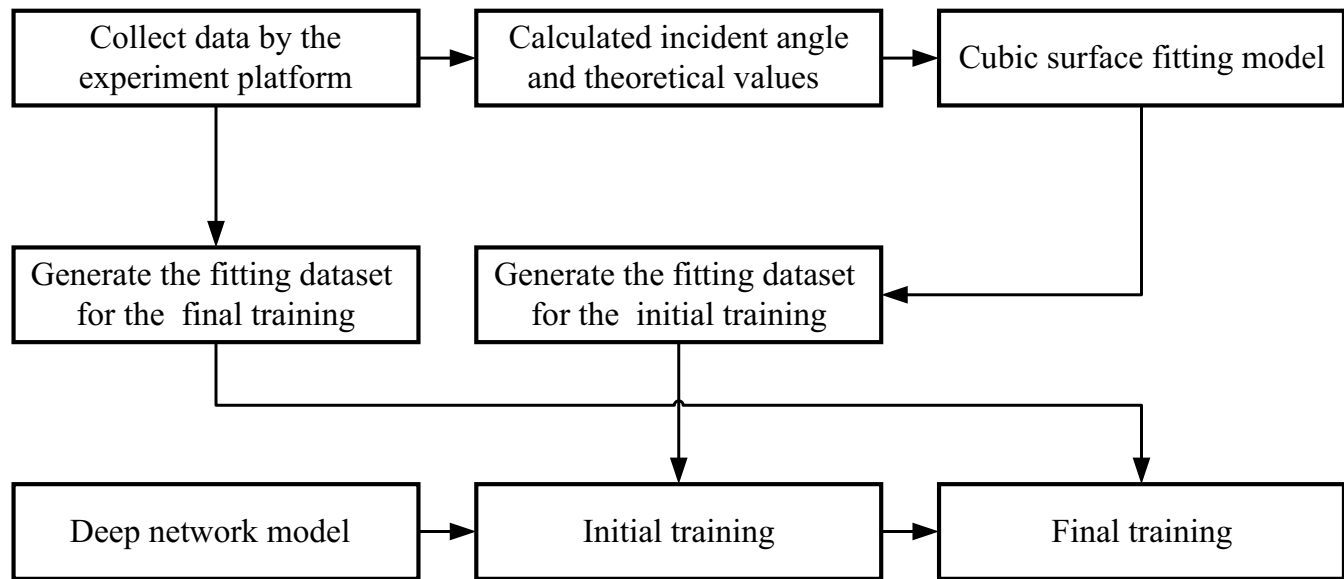 Collect data by the
experiment platform
Calculated incident angle
and theoretical values
Cubic surface fitting model
Generate the fitting dataset
for the  final training
Generate the fitting dataset
for the  initial training
Deep network model
Initial training
Final training